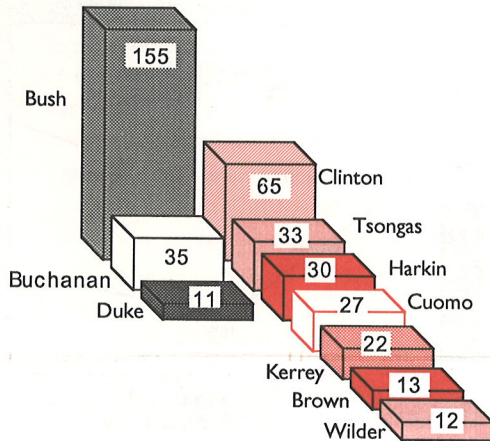 155
Bush
Clinton
65
Tsongas
33
35
Harkin
30
Buchanan
Cuomo
11
27
Duke
22
Kerrey
13
Brown
12
Wilder